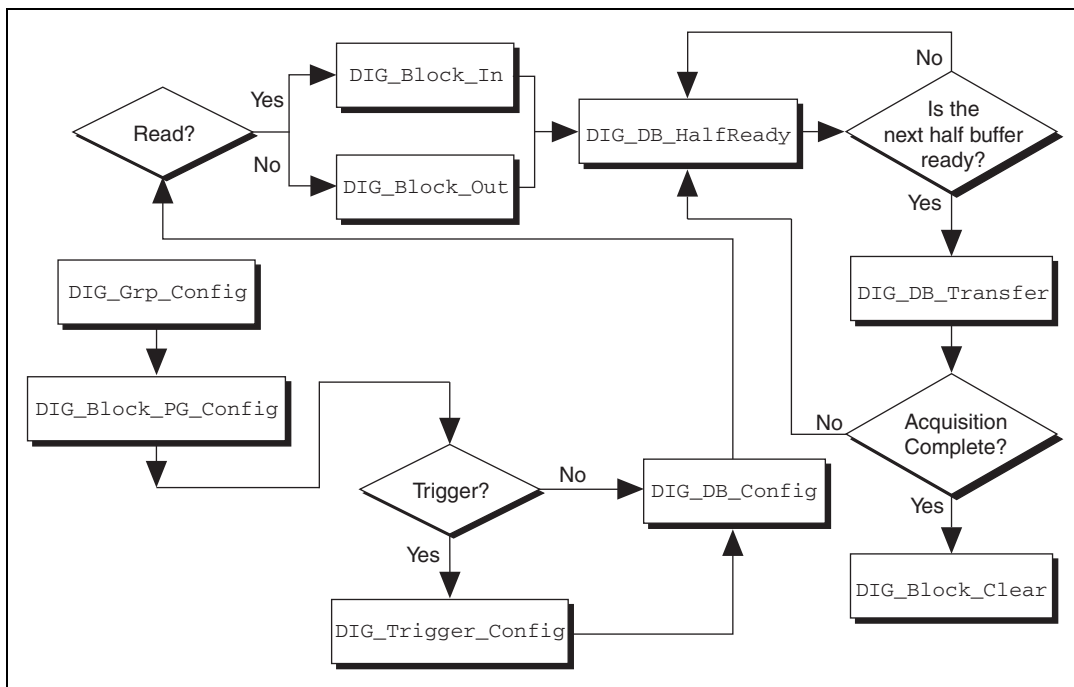 DIG_Grp_Config
DIG_Block_PG_Config
Trigger?
No
Yes
DIG_Trigger_Config
DIG_DB_Config
Read?
Yes
No
DIG_Block_In
DIG_Block_Out
DIG_DB_HalfReady
No
Is the
next half buffer
ready?
Yes
DIG_DB_Transfer
No
Acquisition
Complete?
Yes
DIG_Block_Clear